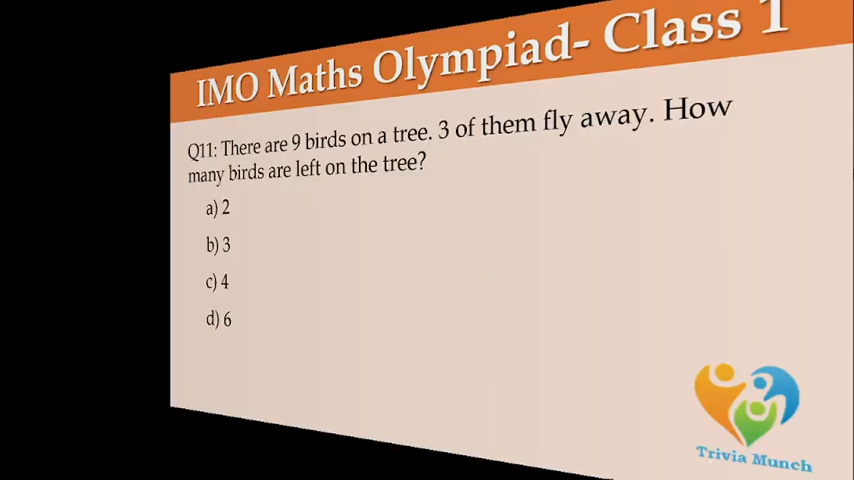 IMO Maths Olympiad- Class 1
Q11: There are 9 birds on a tree. 3 of them fly away. How
many birds are left on the tree?
a) 2
b) 3
c) 4
d) 6
Trivia Munch